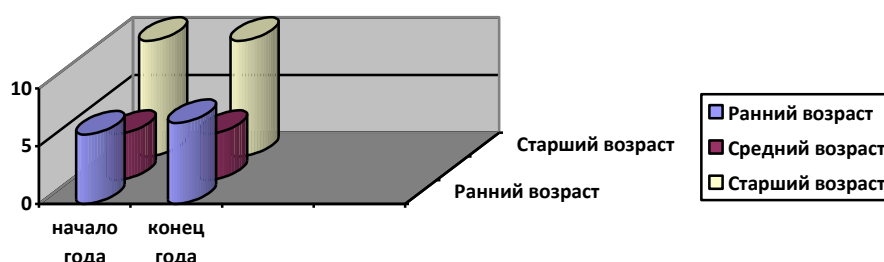 10
5
0
начало
года
конец
года
Старший возраст
Ранний возраст
Ранний возраст
Средний возраст
Старший возраст